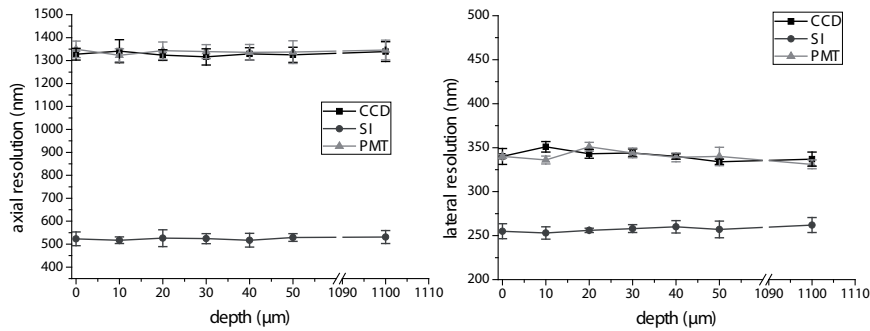 1500
1400
1300
1200
1100
1000
900
800
700
600
500
400
axial resolution (nm)
CCD
SI
PMT
0 10 20 30 40 50 1090 1100 1110
depth (µm)
500
450
400
350
300
250
200
lateral resolution (nm)
CCD
SI
PMT
0 10 20 30 40 50 1090 1100 1110
depth (µm)